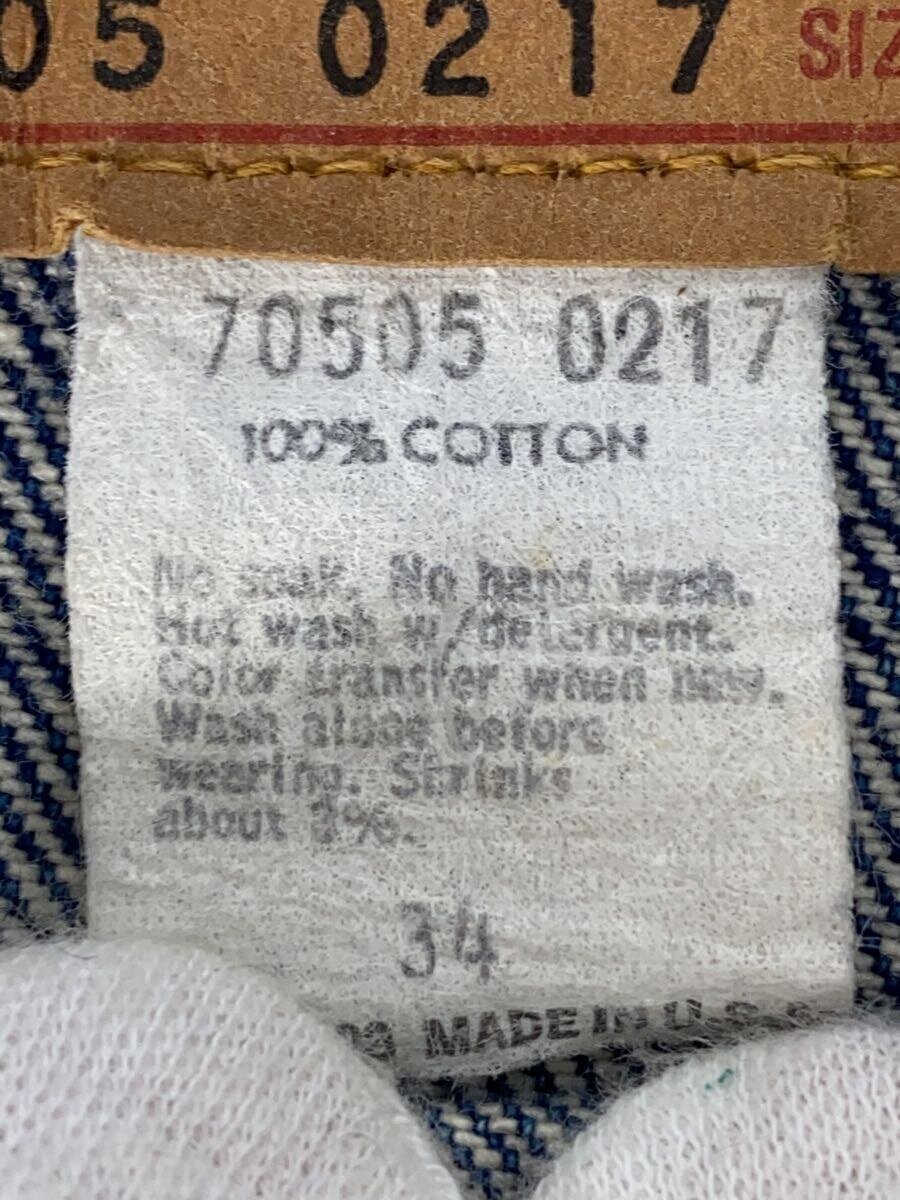 05 0217 SIZ
70505 0217
100% COTTON
No soak. No hand wash.
Hot wash w/detergent.
Color transfer when new.
Wash alone before
wearing. Shrinks
about 3%.
34
MADE IN U.S.A.